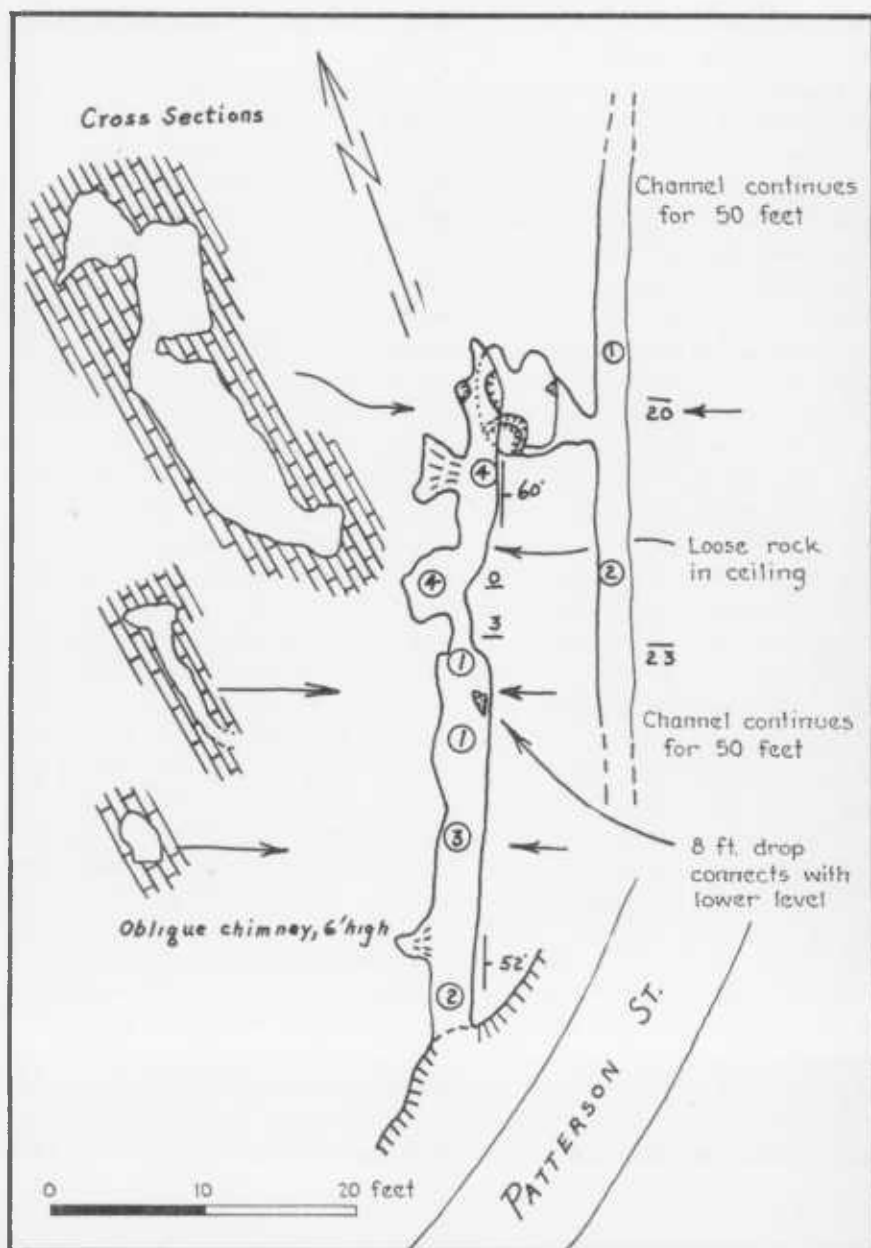 Cross Sections
N
Channel continues
for 50 feet
1
20
4
60'
Loose rock
in ceiling
4
0
2
3
1
23
1
Channel continues
for 50 feet
3
8 ft. drop
connects with
lower level
Oblique chimney, 6' high
52'
2
PATTERSON ST.
0 10 20 feet